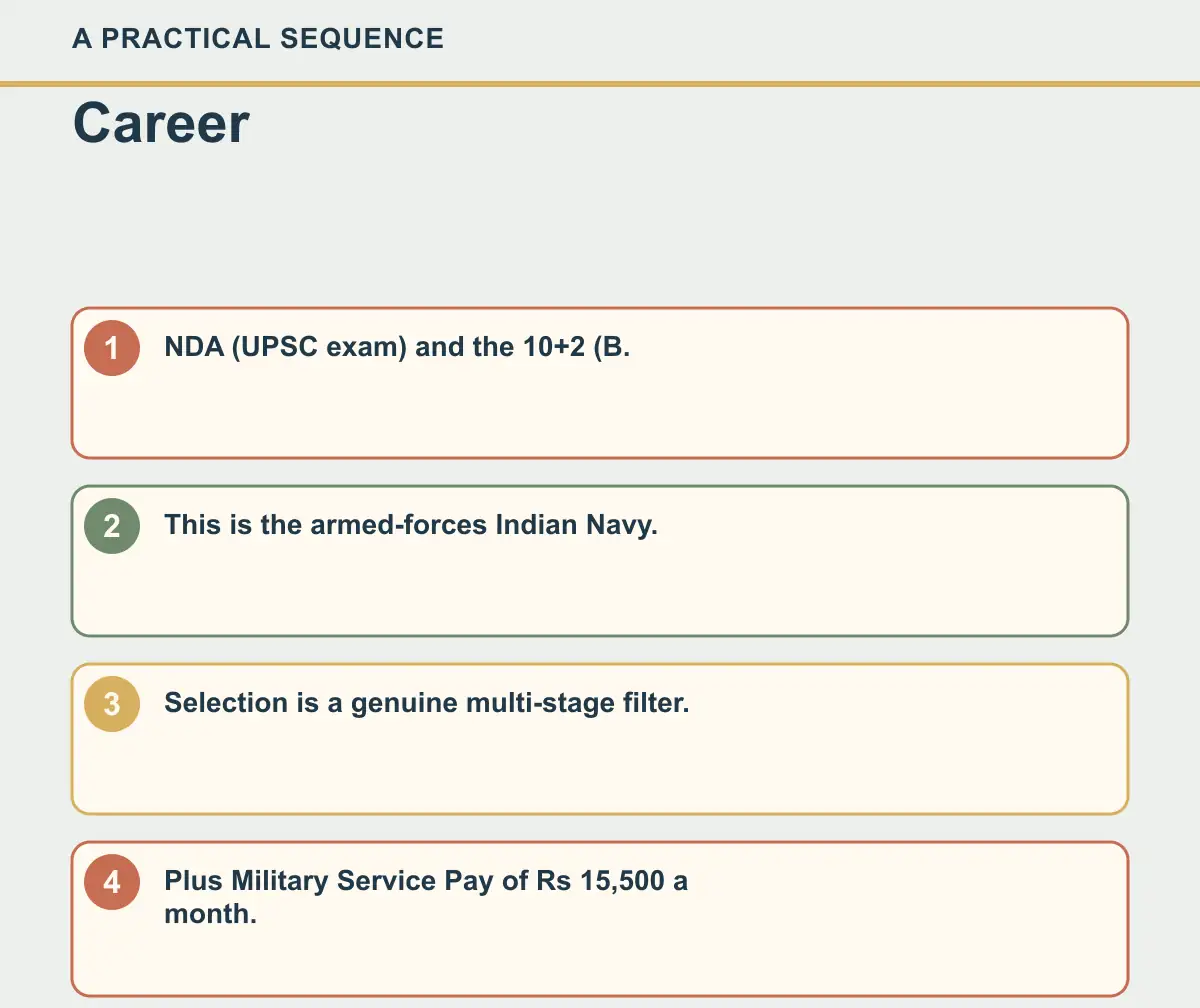 A PRACTICAL SEQUENCE
Career
1
NDA (UPSC exam) and the 10+2 (B.
2
This is the armed-forces Indian Navy.
3
Selection is a genuine multi-stage filter.
4
Plus Military Service Pay of Rs 15,500 a
month.